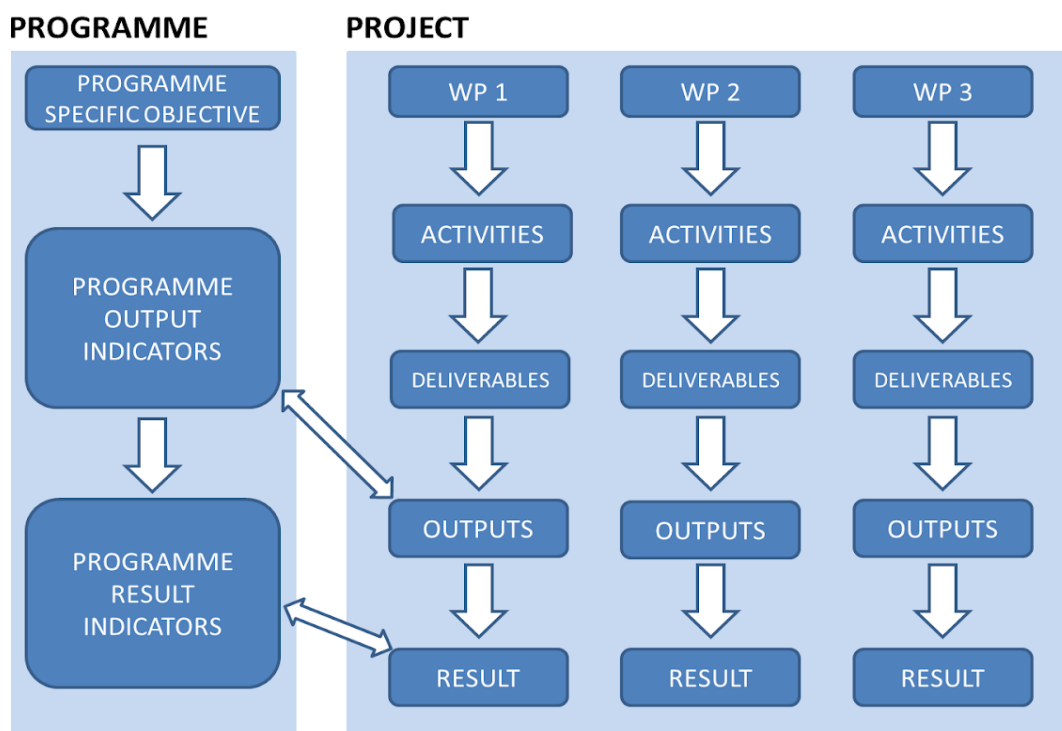 PROGRAMME
PROJECT
PROGRAMME
SPECIFIC OBJECTIVE
PROGRAMME
OUTPUT
INDICATORS
PROGRAMME
RESULT
INDICATORS
WP 1
ACTIVITIES
DELIVERABLES
OUTPUTS
RESULT
WP 2
ACTIVITIES
DELIVERABLES
OUTPUTS
RESULT
WP 3
ACTIVITIES
DELIVERABLES
OUTPUTS
RESULT